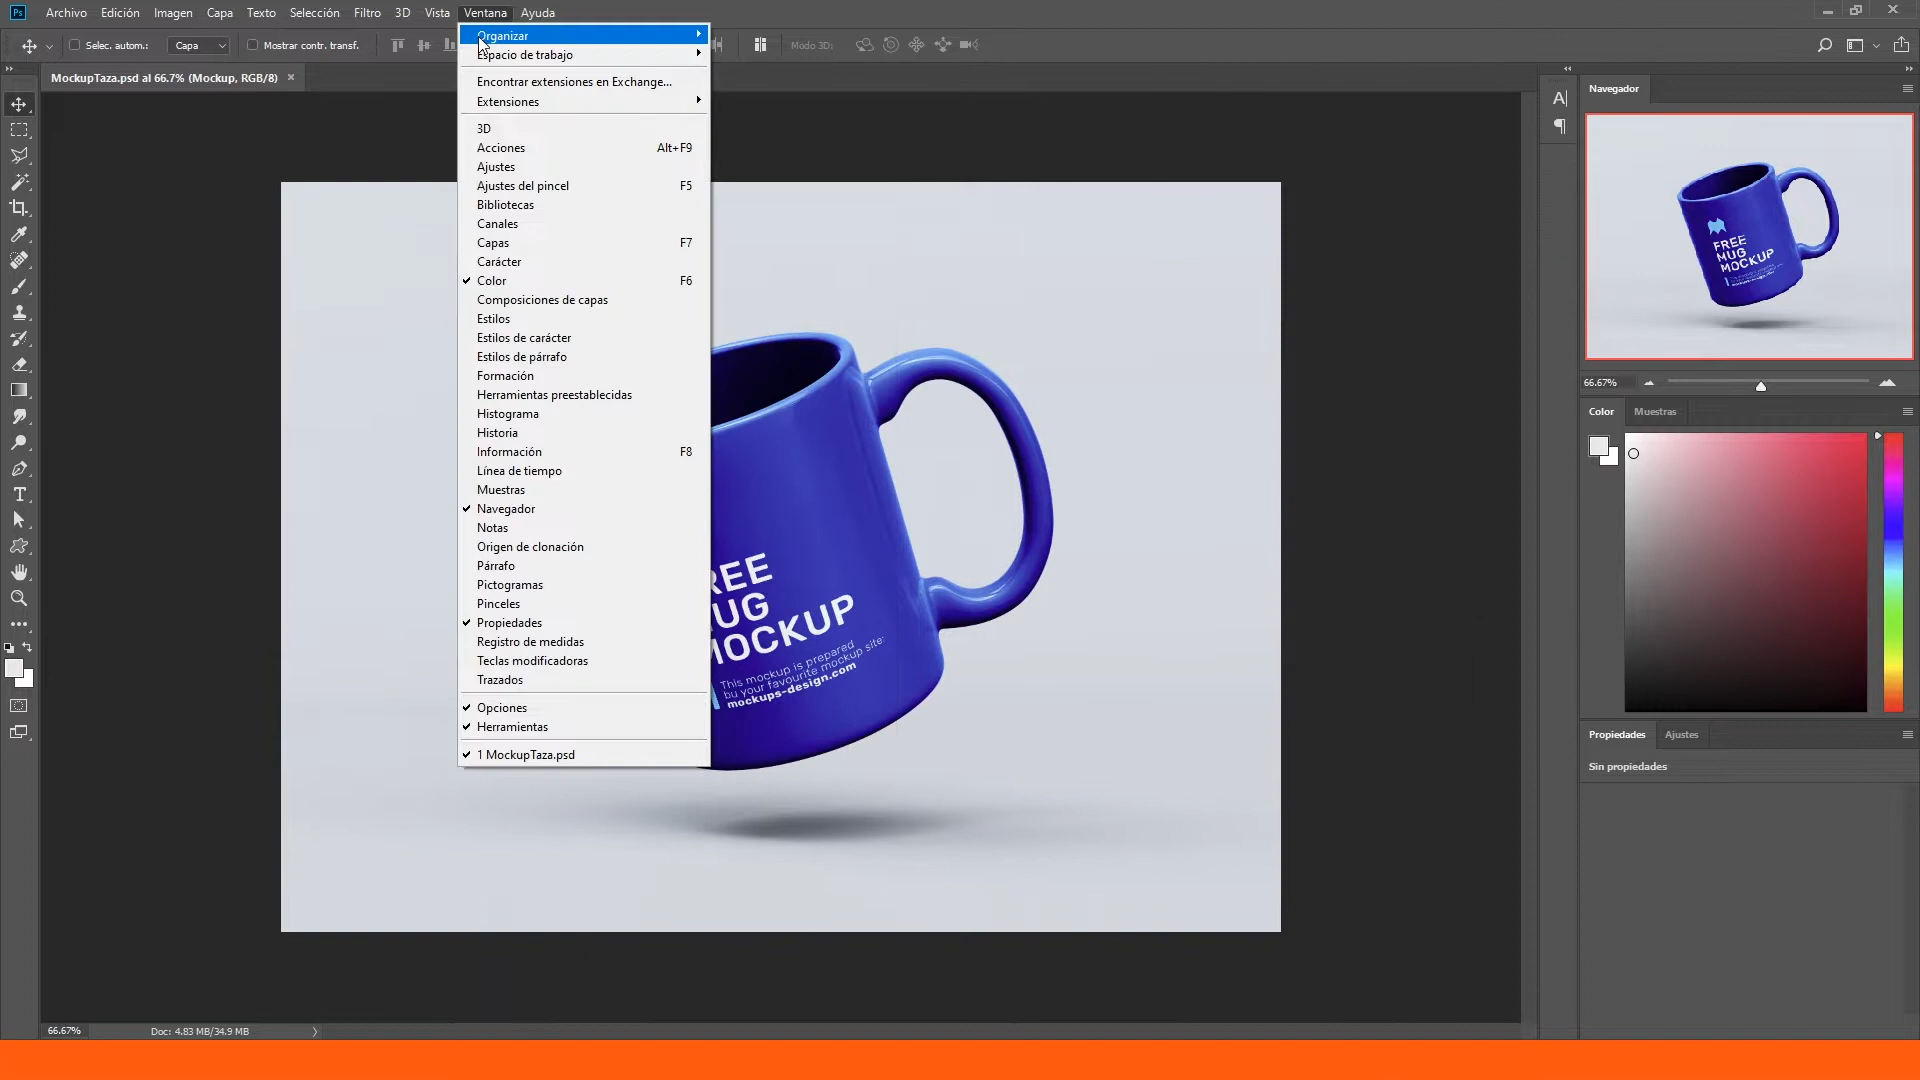 Ps Archivo Edición Imagen Capa Texto Selección Filtro 3D Vista Ventana Ayuda
Selec. autom.: Capa Mostrar contr. transf. Modo 3D:
MockupTaza.psd al 66.7% (Mockup, RGB/8) ×
Organizar
Espacio de trabajo
Encontrar extensiones en Exchange...
Extensiones
3D
Acciones Alt+F9
Ajustes
Ajustes del pincel F5
Bibliotecas
Canales
Capas F7
Carácter
Color F6
Composiciones de capas
Estilos
Estilos de carácter
Estilos de párrafo
Formación
Herramientas preestablecidas
Histograma
Historia
Información F8
Línea de tiempo
Muestras
Navegador
Notas
Origen de clonación
Párrafo
Pictogramas
Pinceles
Propiedades
Registro de medidas
Teclas modificadoras
Trazados
Opciones
Herramientas
1 MockupTaza.psd
REE
UG
MOCKUP
This mockup is prepared
bu your favourite mockup site:
mockups-design.com
Navegador
FREE
MUG
MOCKUP
66.67%
Color Muestras
Propiedades Ajustes
Sin propiedades
66.67% Doc: 4.83 MB/34.9 MB